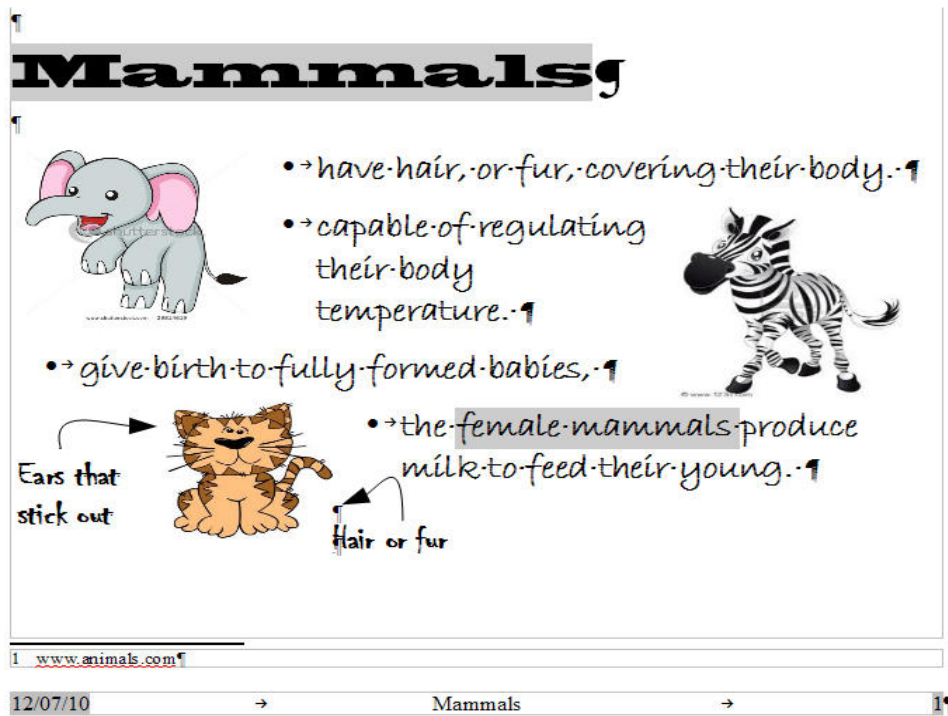 Mammals
• have hair, or fur, covering their body.
• capable of regulating
their body
temperature.
• give birth to fully formed babies,
• the female mammals produce
milk to feed their young.
Ears that
stick out
Hair or fur
1 www.animals.com
12/07/10 Mammals 1